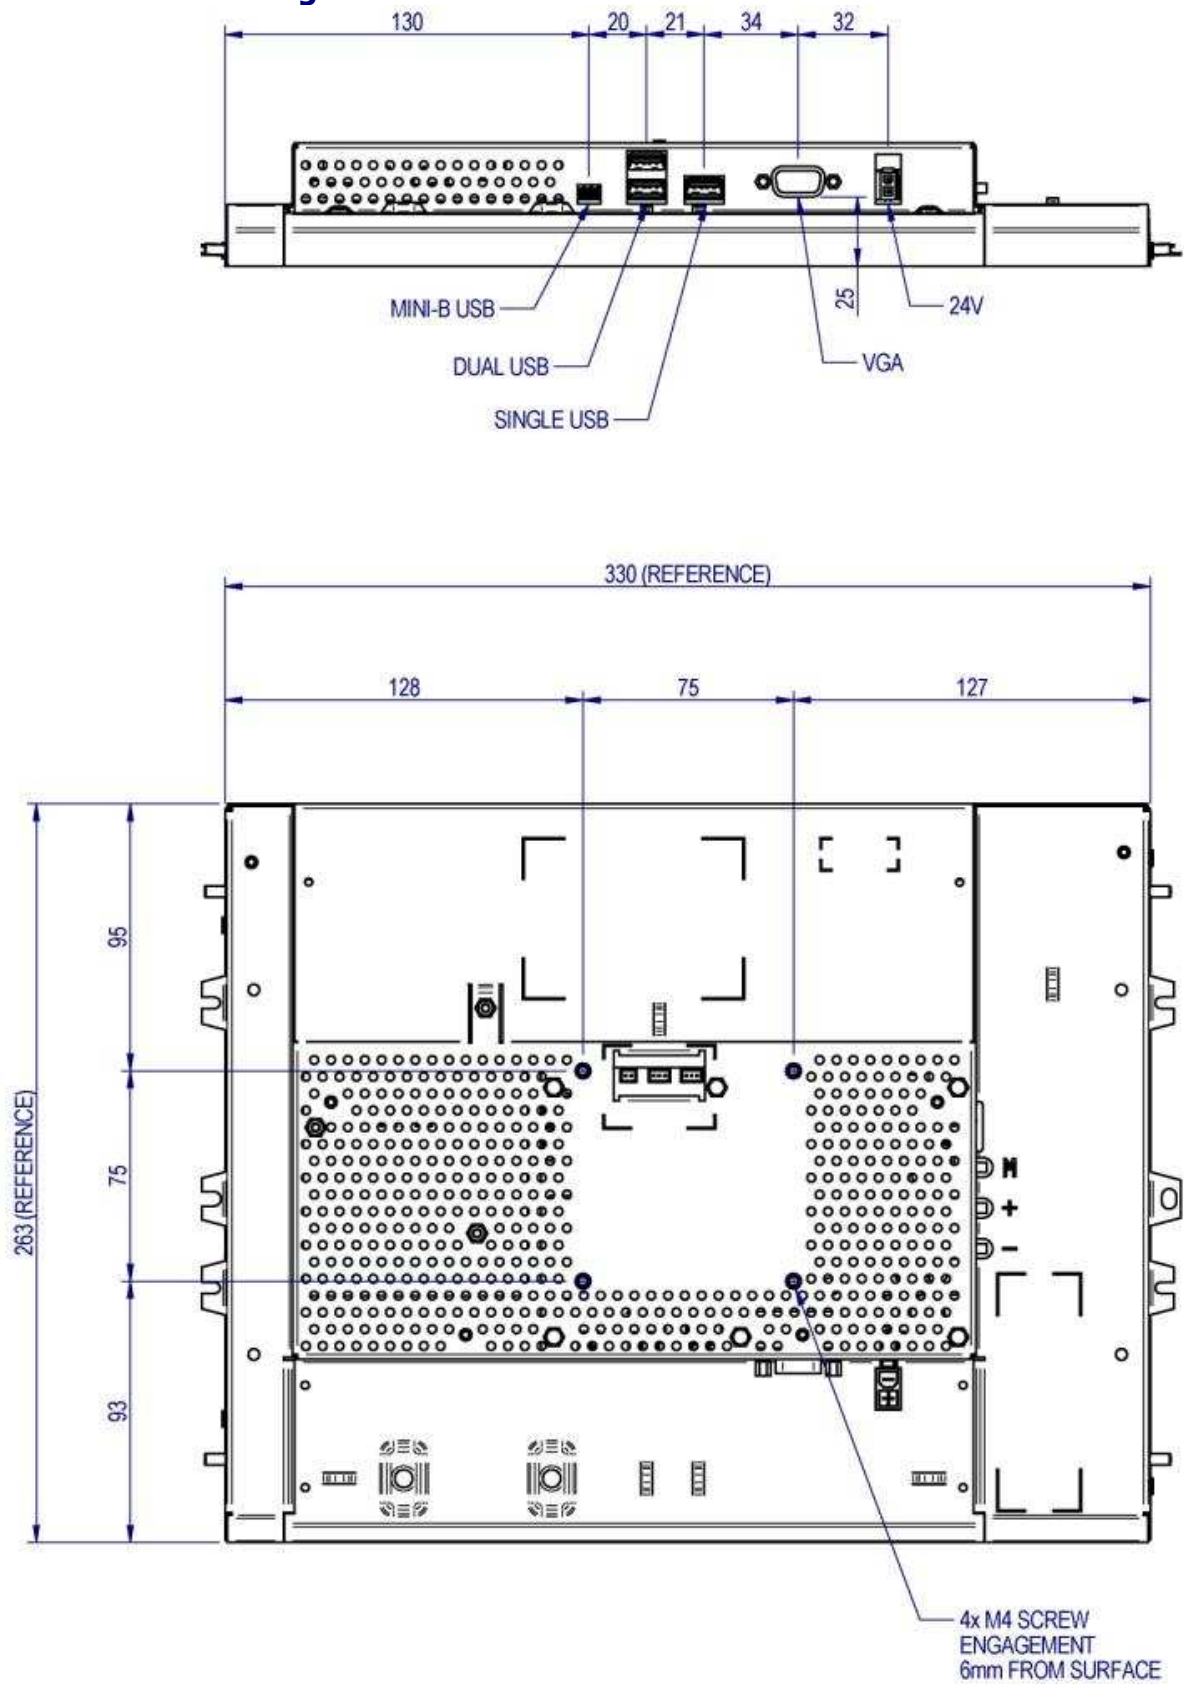 130 20 21 34 32
25
MINI-B USB
24V
DUAL USB
VGA
SINGLE USB
330 (REFERENCE)
128 75 127
95
263 (REFERENCE)
75
M
+
-
93
4x M4 SCREW
ENGAGEMENT
6mm FROM SURFACE